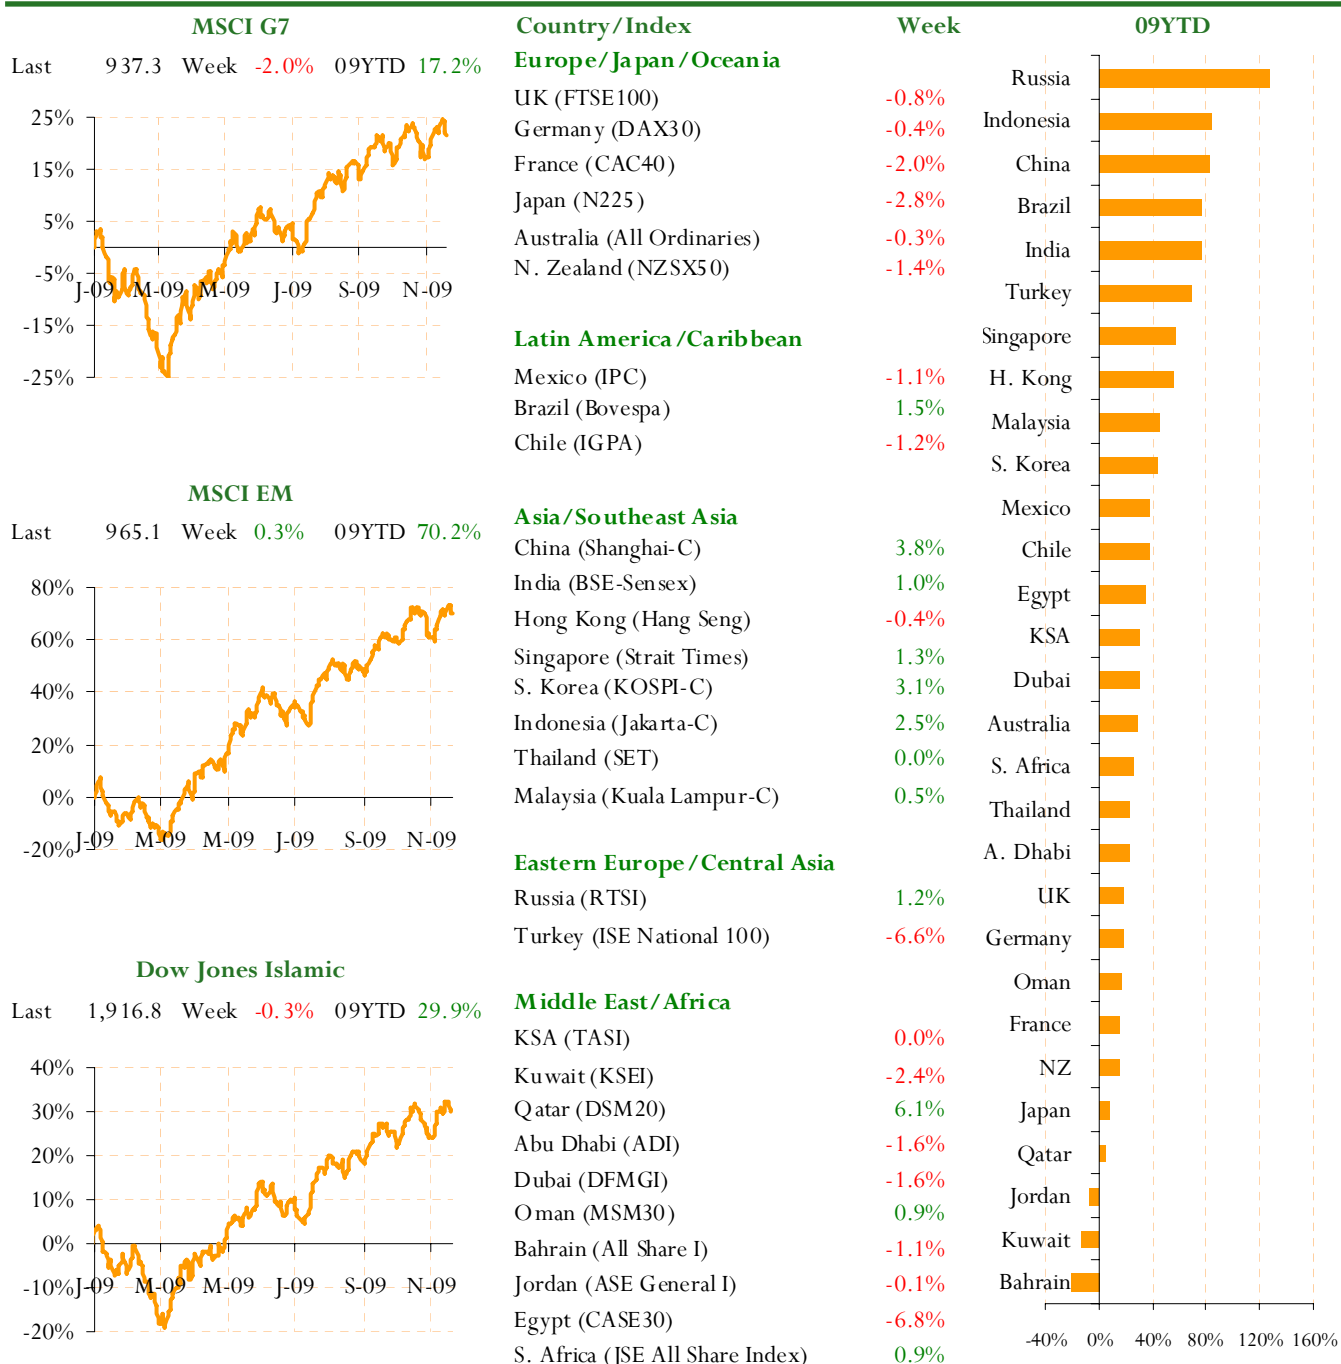 MSCI G7
Last 937.3 Week -2.0% 09YTD 17.2%
25%
15%
5%
-5%
-15%
-25%
J-09 M-09 M-09 J-09 S-09 N-09
MSCI EM
Last 965.1 Week 0.3% 09YTD 70.2%
80%
60%
40%
20%
0%
-20%
J-09 M-09 M-09 J-09 S-09 N-09
Dow Jones Islamic
Last 1,916.8 Week -0.3% 09YTD 29.9%
40%
30%
20%
10%
0%
-10%
-20%
J-09 M-09 M-09 J-09 S-09 N-09
Country/Index Week
Europe/Japan/Oceania
UK (FTSE100) -0.8%
Germany (DAX30) -0.4%
France (CAC40) -2.0%
Japan (N225) -2.8%
Australia (All Ordinaries) -0.3%
N. Zealand (NZSX50) -1.4%
Latin America/Caribbean
Mexico (IPC) -1.1%
Brazil (Bovespa) 1.5%
Chile (IGPA) -1.2%
Asia/Southeast Asia
China (Shanghai-C) 3.8%
India (BSE-Sensex) 1.0%
Hong Kong (Hang Seng) -0.4%
Singapore (Strait Times) 1.3%
S. Korea (KOSPI-C) 3.1%
Indonesia (Jakarta-C) 2.5%
Thailand (SET) 0.0%
Malaysia (Kuala Lampur-C) 0.5%
Eastern Europe/Central Asia
Russia (RTSI) 1.2%
Turkey (ISE National 100) -6.6%
Middle East/Africa
KSA (TASI) 0.0%
Kuwait (KSEI) -2.4%
Qatar (DSM20) 6.1%
Abu Dhabi (ADI) -1.6%
Dubai (DFMGI) -1.6%
Oman (MSM30) 0.9%
Bahrain (All Share I) -1.1%
Jordan (ASE General I) -0.1%
Egypt (CASE30) -6.8%
S. Africa (JSE All Share Index) 0.9%
09YTD
Russia
Indonesia
China
Brazil
India
Turkey
Singapore
H. Kong
Malaysia
S. Korea
Mexico
Chile
Egypt
KSA
Dubai
Australia
S. Africa
Thailand
A. Dhabi
UK
Germany
Oman
France
NZ
Japan
Qatar
Jordan
Kuwait
Bahrain
-40% 0% 40% 80% 120% 160%